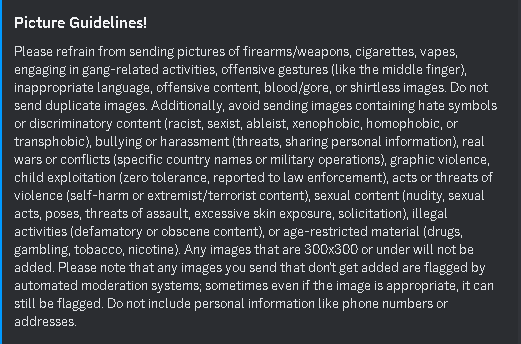 Picture Guidelines!
Please refrain from sending pictures of firearms/weapons, cigarettes, vapes,
engaging in gang-related activities, offensive gestures (like the middle finger),
inappropriate language, offensive content, blood/gore, or shirtless images. Do not
send duplicate images. Additionally, avoid sending images containing hate symbols
or discriminatory content (racist, sexist, ableist, xenophobic, homophobic, or
transphobic), bullying or harassment (threats, sharing personal information), real
wars or conflicts (specific country names or military operations), graphic violence,
child exploitation (zero tolerance, reported to law enforcement), acts or threats of
violence (self-harm or extremist/terrorist content), sexual content (nudity, sexual
acts, poses, threats of assault, excessive skin exposure, solicitation), illegal
activities (defamatory or obscene content), or age-restricted material (drugs,
gambling, tobacco, nicotine). Any images that are 300x300 or under will not be
added. Please note that any images you send that don't get added are flagged by
automated moderation systems; sometimes even if the image is appropriate, it can
still be flagged. Do not include personal information like phone numbers or
addresses.